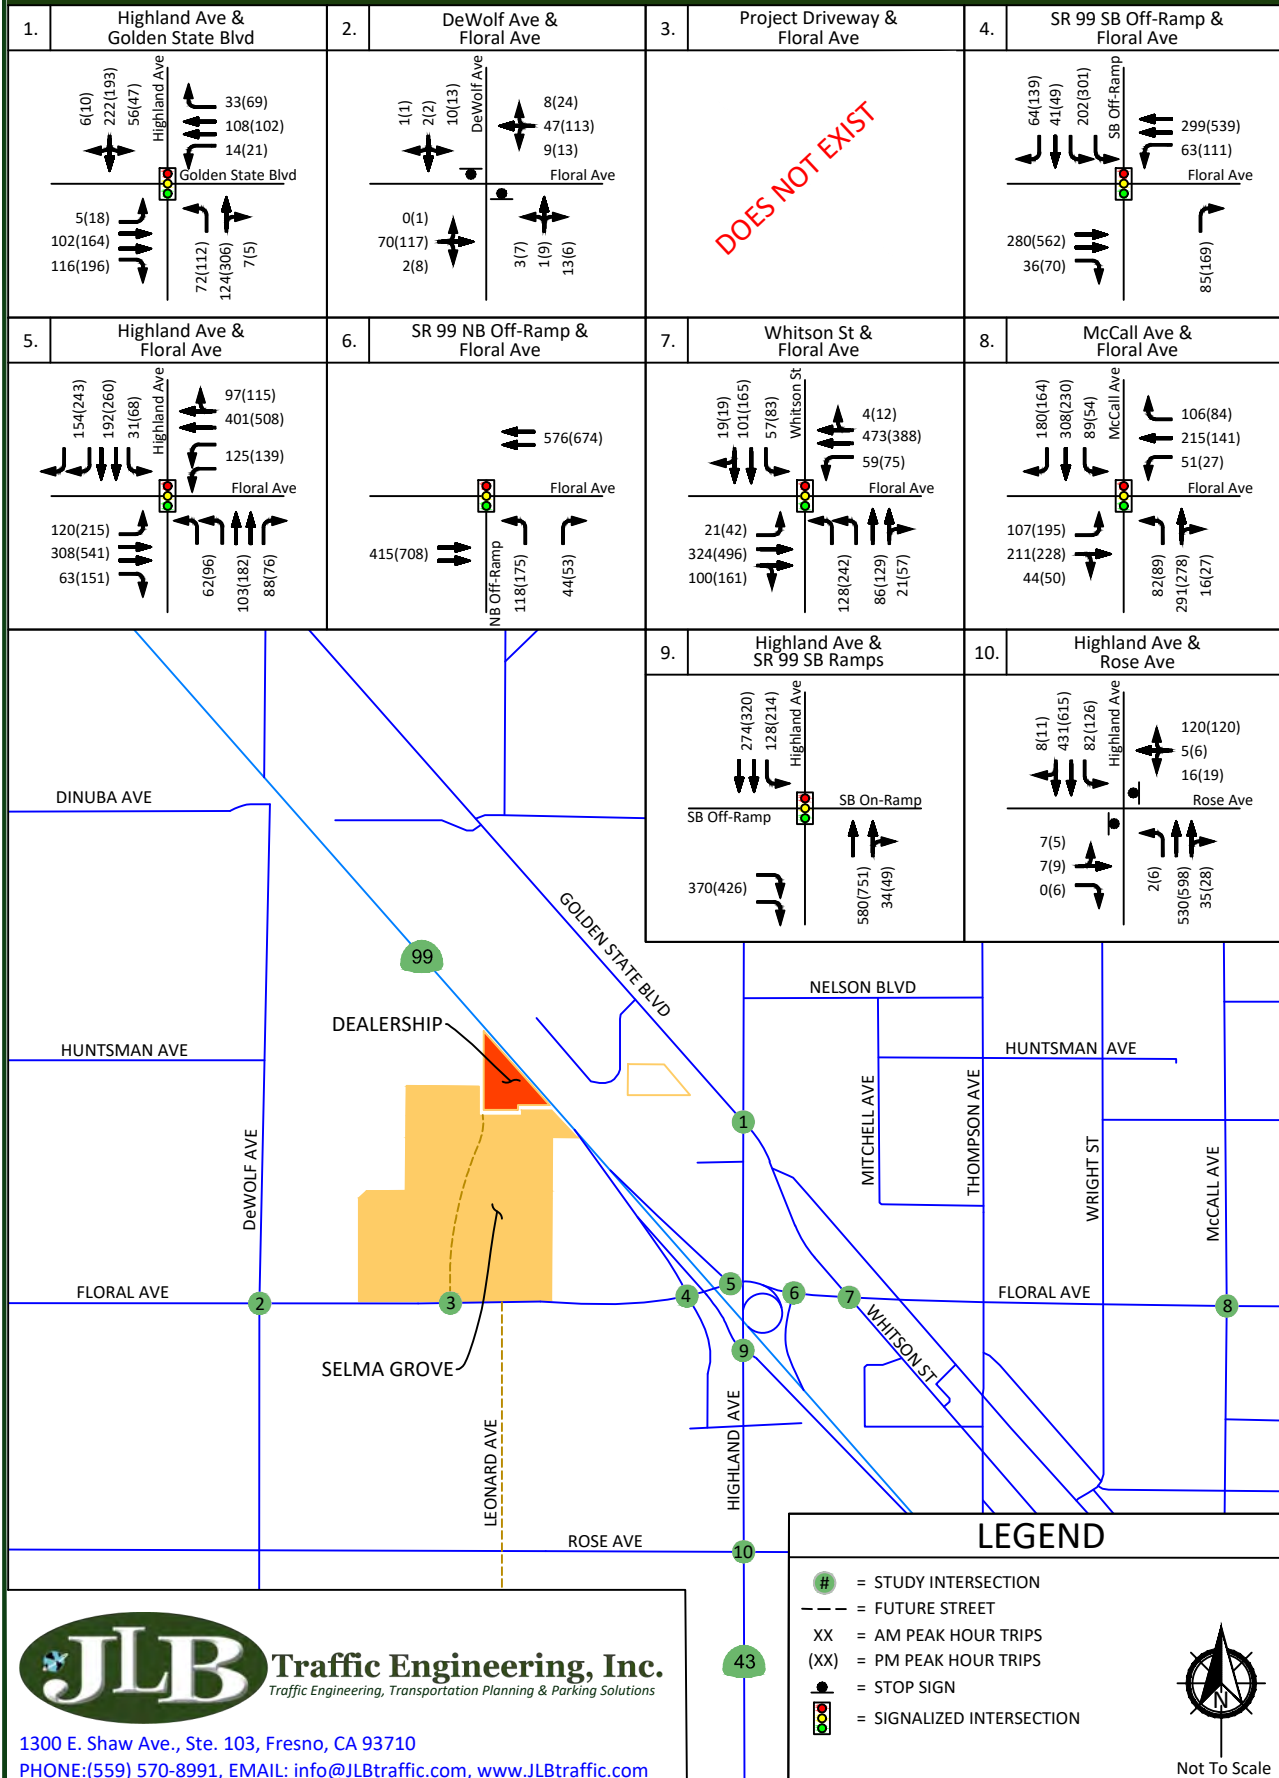 1.
Highland Ave &
Golden State Blvd
6(10)
222(193)
56(47)
Highland Ave
33(69)
108(102)
14(21)
Golden State Blvd
5(18)
102(164)
116(196)
72(112)
124(306)
7(5)
2.
DeWolf Ave &
Floral Ave
1(1)
2(2)
10(13)
DeWolf Ave
8(24)
47(113)
9(13)
Floral Ave
0(1)
70(117)
2(8)
3(7)
1(9)
13(6)
3.
Project Driveway &
Floral Ave
DOES NOT EXIST
4.
SR 99 SB Off-Ramp &
Floral Ave
64(139)
41(49)
202(301)
SB Off-Ramp
299(539)
63(111)
Floral Ave
280(562)
36(70)
85(169)
5.
Highland Ave &
Floral Ave
154(243)
192(260)
31(68)
Highland Ave
97(115)
401(508)
125(139)
Floral Ave
120(215)
308(541)
63(151)
62(96)
103(182)
88(76)
6.
SR 99 NB Off-Ramp &
Floral Ave
576(674)
Floral Ave
415(708)
NB Off-Ramp
118(175)
44(53)
7.
Whitson St &
Floral Ave
19(19)
101(165)
57(83)
Whitson St
4(12)
473(388)
59(75)
Floral Ave
21(42)
324(496)
100(161)
128(242)
86(129)
21(57)
8.
McCall Ave &
Floral Ave
180(164)
308(230)
89(54)
McCall Ave
106(84)
215(141)
51(27)
Floral Ave
107(195)
211(228)
44(50)
82(89)
291(278)
16(27)
9.
Highland Ave &
SR 99 SB Ramps
274(320)
128(214)
Highland Ave
SB On-Ramp
SB Off-Ramp
370(426)
580(751)
34(49)
10.
Highland Ave &
Rose Ave
8(11)
431(615)
82(126)
Highland Ave
120(120)
5(6)
16(19)
Rose Ave
7(5)
7(9)
0(6)
2(6)
530(598)
35(28)
DINUBA AVE
GOLDEN STATE BLVD
99
NELSON BLVD
DEALERSHIP
HUNTSMAN AVE
HUNTSMAN AVE
MITCHELL AVE
THOMPSON AVE
WRIGHT ST
McCALL AVE
DeWOLF AVE
1
FLORAL AVE
2
3
4
5
6
7
FLORAL AVE
8
9
WHITSON ST
SELMA GROVE
LEONARD AVE
HIGHLAND AVE
ROSE AVE
10
43
LEGEND
# = STUDY INTERSECTION
= FUTURE STREET
XX = AM PEAK HOUR TRIPS
(XX) = PM PEAK HOUR TRIPS
= STOP SIGN
= SIGNALIZED INTERSECTION
N
Not To Scale
JLB Traffic Engineering, Inc.
Traffic Engineering, Transportation Planning & Parking Solutions
1300 E. Shaw Ave., Ste. 103, Fresno, CA 93710
PHONE:(559) 570-8991, EMAIL: info@JLBtraffic.com, www.JLBtraffic.com